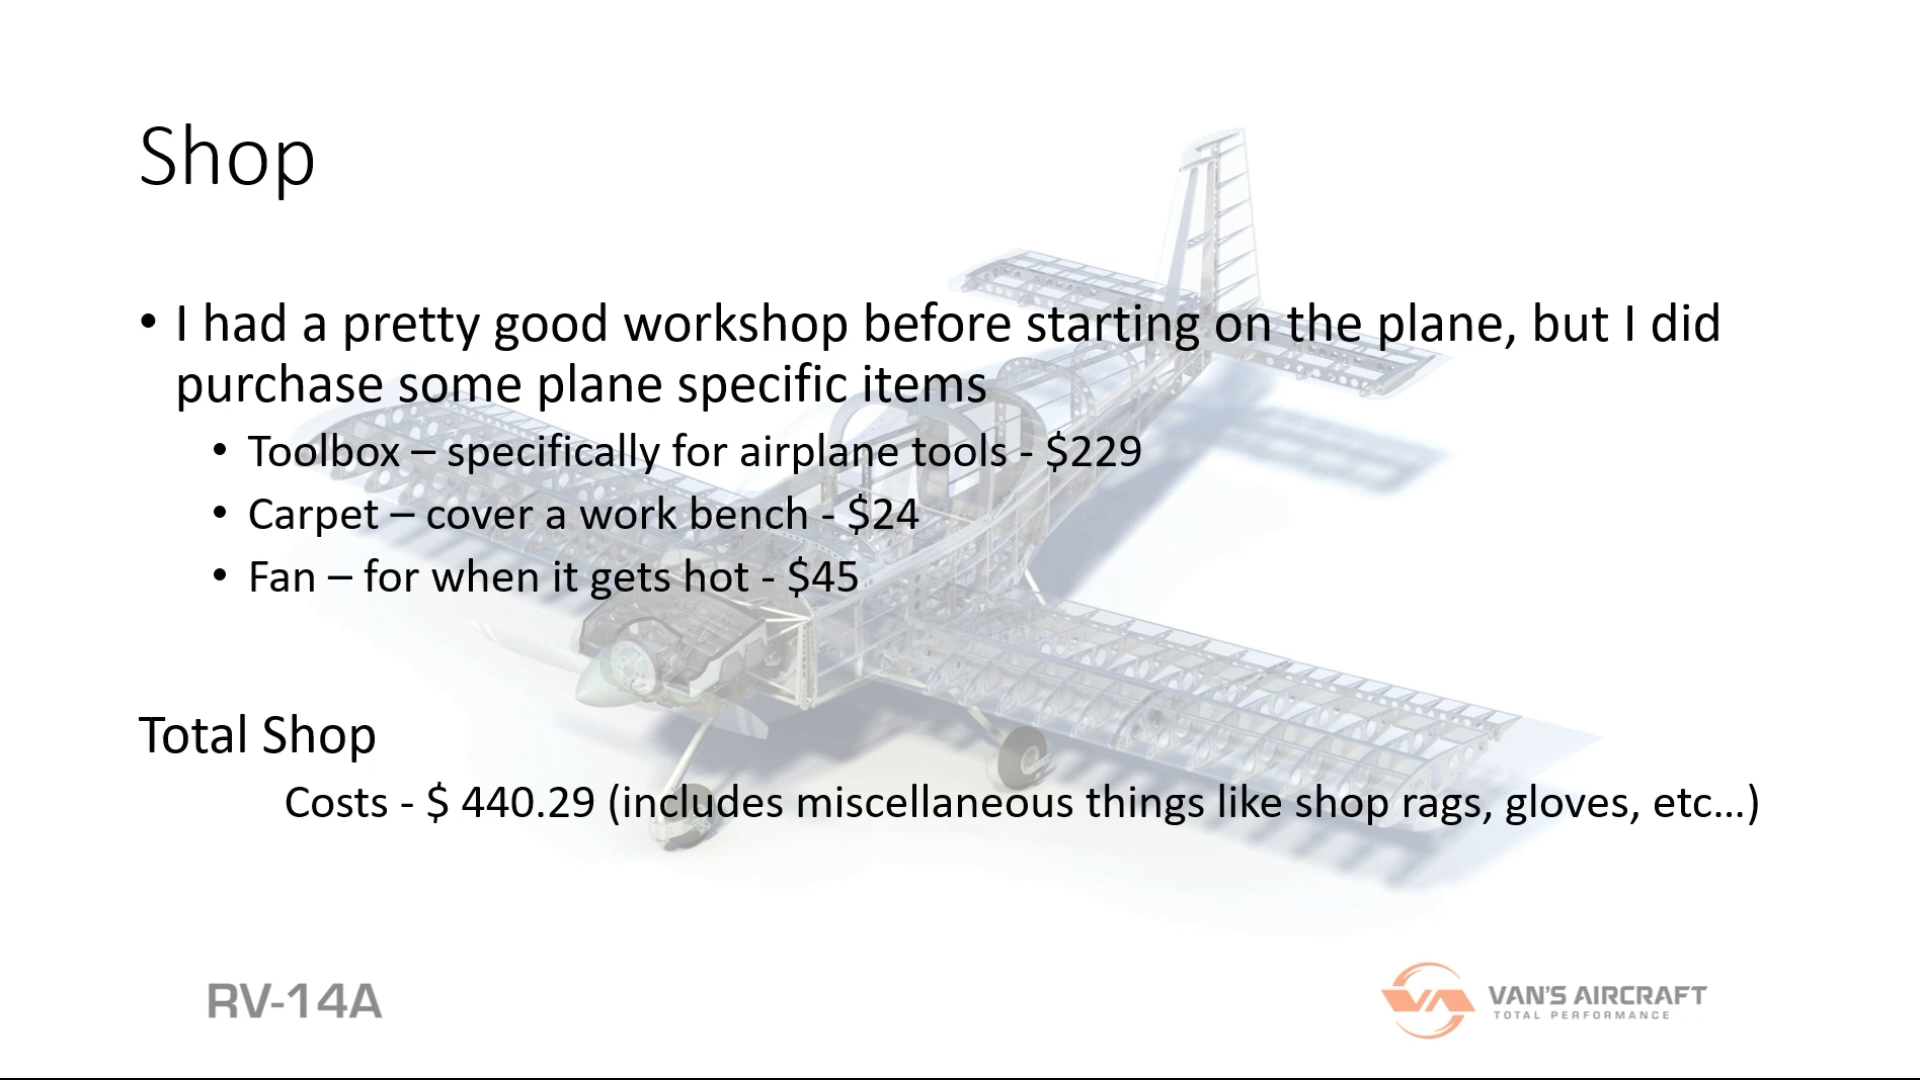 Shop
• I had a pretty good workshop before starting on the plane, but I did
purchase some plane specific items
• Toolbox – specifically for airplane tools - $229
• Carpet – cover a work bench - $24
• Fan – for when it gets hot - $45
Total Shop
Costs - $ 440.29 (includes miscellaneous things like shop rags, gloves, etc...)
RV-14A
VAN'S AIRCRAFT
TOTAL PERFORMANCE